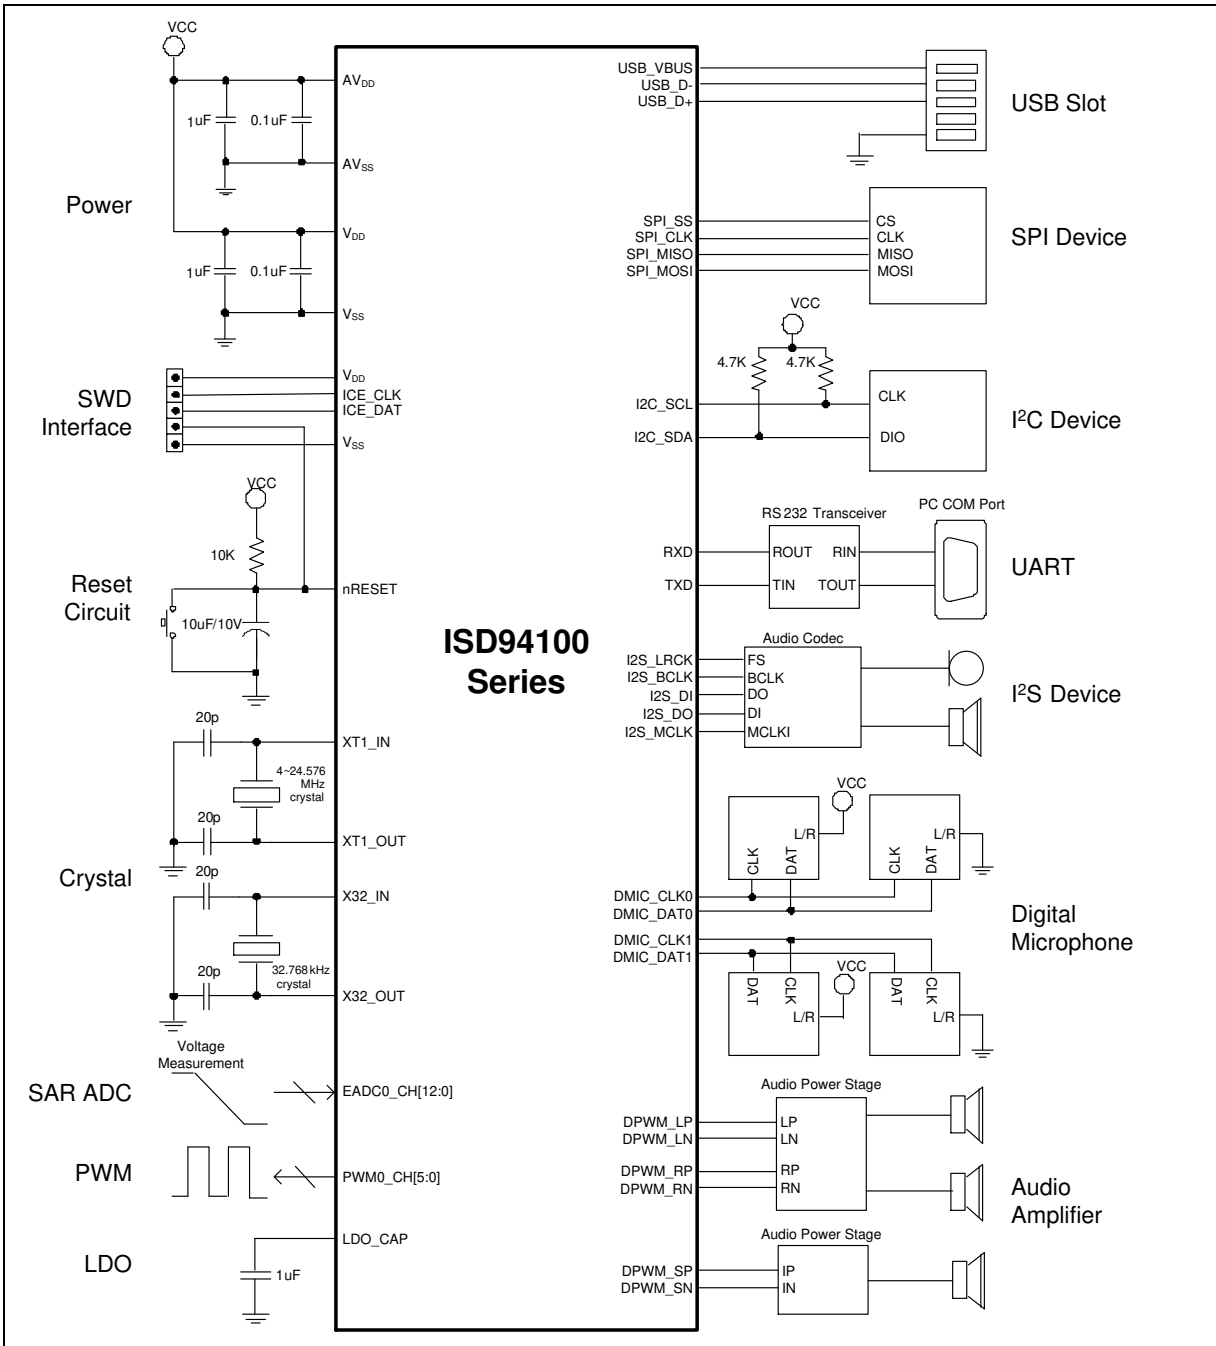 VCC
AVDD
1uF
0.1uF
AVSS
Power
VDD
1uF
0.1uF
VSS
SWD
Interface
VDD
ICE_CLK
ICE_DAT
VSS
VCC
10K
Reset
Circuit
nRESET
10uF/10V
20p
XT1_IN
4~24.576
MHz
crystal
20p
XT1_OUT
Crystal
20p
X32_IN
20p
32.768kHz
crystal
X32_OUT
Voltage
Measurement
SAR ADC
EADC0_CH[12:0]
PWM
PWM0_CH[5:0]
LDO_CAP
LDO
1uF
ISD94100
Series
USB_VBUS
USB_D-
USB_D+
USB Slot
SPI_SS
SPI_CLK
SPI_MISO
SPI_MOSI
CS
CLK
MISO
MOSI
SPI Device
VCC
4.7K
4.7K
I2C_SCL
I2C_SDA
CLK
DIO
I²C Device
RS232 Transceiver
PC COM Port
RXD
TXD
ROUT
RIN
TIN
TOUT
UART
Audio Codec
I2S_LRCK
I2S_BCLK
I2S_DI
I2S_DO
I2S_MCLK
FS
BCLK
DO
DI
MCLKI
I²S Device
VCC
L/R
CLK
DAT
L/R
CLK
DAT
DMIC_CLK0
DMIC_DAT0
DMIC_CLK1
DMIC_DAT1
Digital
Microphone
VCC
DAT
CLK
L/R
DAT
CLK
L/R
Audio Power Stage
DPWM_LP
DPWM_LN
DPWM_RP
DPWM_RN
LP
LN
RP
RN
Audio
Amplifier
Audio Power Stage
DPWM_SP
DPWM_SN
IP
IN